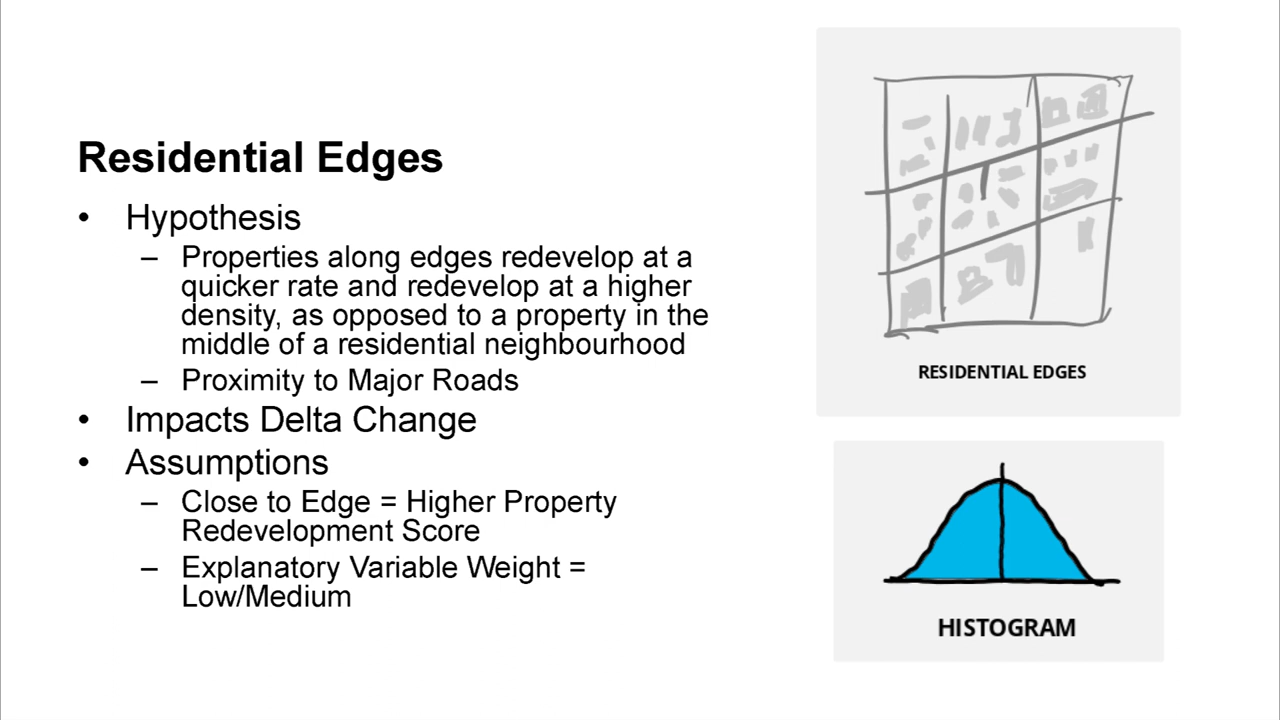 Residential Edges
• Hypothesis
– Properties along edges redevelop at a
quicker rate and redevelop at a higher
density, as opposed to a property in the
middle of a residential neighbourhood
– Proximity to Major Roads
• Impacts Delta Change
• Assumptions
– Close to Edge = Higher Property
Redevelopment Score
– Explanatory Variable Weight =
Low/Medium
RESIDENTIAL EDGES
HISTOGRAM